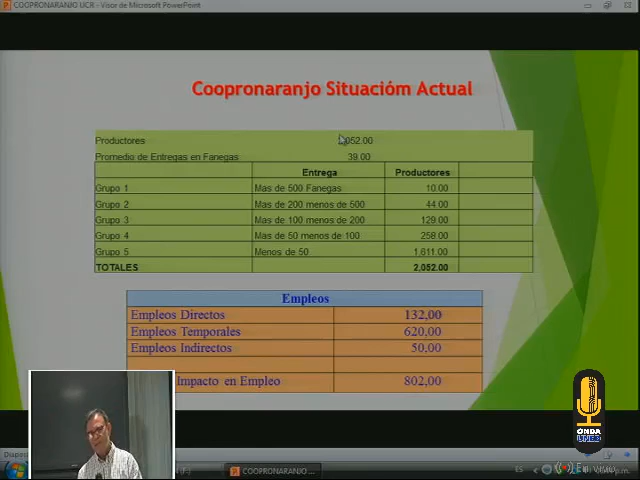 COOPRONARANJO UCR - Visor de Microsoft PowerPoint
Coopronaranjo Situacióm Actual
Productores 052.00
Promedio de Entregas en Fanegas 39.00
Entrega Productores
Grupo 1 Mas de 500 Fanegas 10.00
Grupo 2 Mas de 200 menos de 500 44.00
Grupo 3 Mas de 100 menos de 200 129.00
Grupo 4 Mas de 50 menos de 100 258.00
Grupo 5 Menos de 50 1,611.00
TOTALES 2,052.00
Empleos
Empleos Directos 132,00
Empleos Temporales 620,00
Empleos Indirectos 50,00
Impacto en Empleo 802,00
ONDA
UNED
COOPRONARANJO ...
ES
En Vivo
p.m.